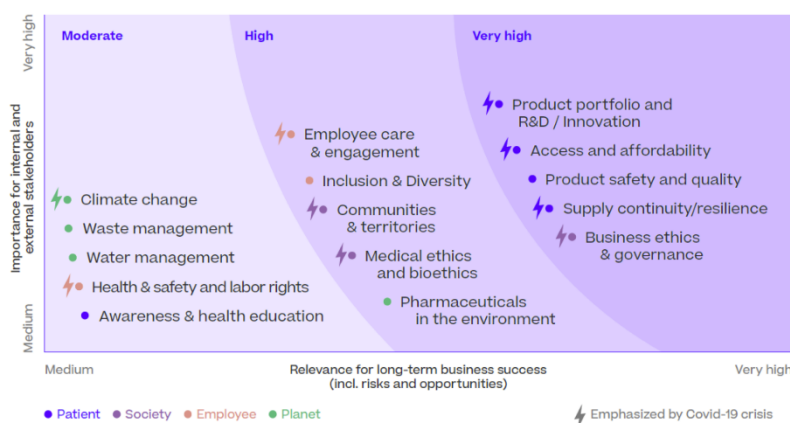 Very high
Importance for internal and
external stakeholders
Medium
Moderate
High
Very high
Climate change
Waste management
Water management
Health & safety and labor rights
Awareness & health education
Employee care
& engagement
Inclusion & Diversity
Communities
& territories
Medical ethics
and bioethics
Pharmaceuticals
in the environment
Product portfolio and
R&D / Innovation
Access and affordability
Product safety and quality
Supply continuity/resilience
Business ethics
& governance
Medium
Relevance for long-term business success
(incl. risks and opportunities)
Very high
Patient Society Employee Planet
Emphasized by Covid-19 crisis